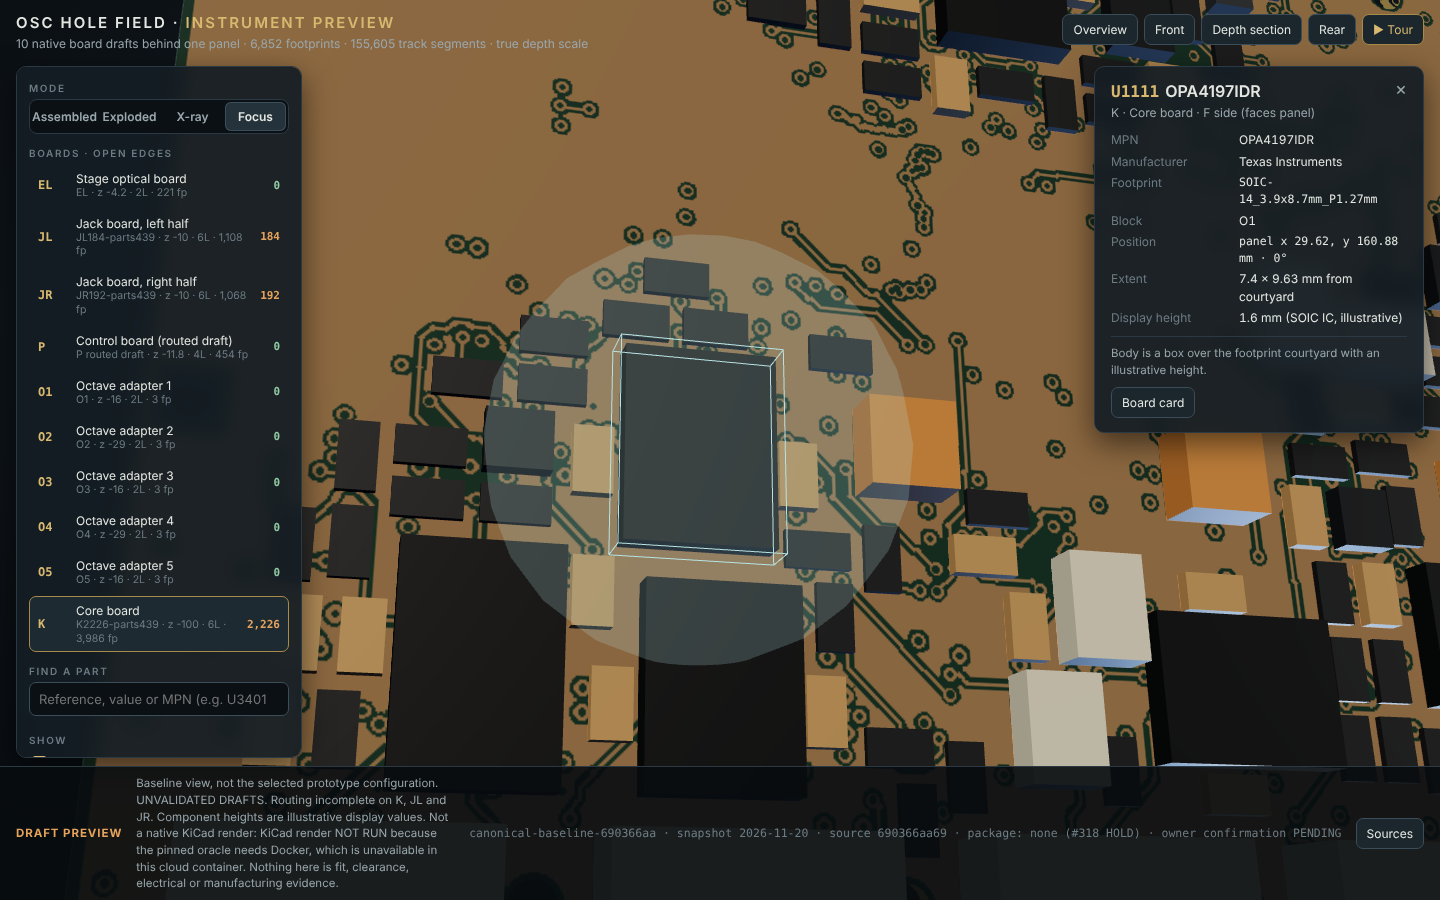 OSC HOLE FIELD · INSTRUMENT PREVIEW
10 native board drafts behind one panel · 6,852 footprints · 155,605 track segments · true depth scale
Overview Front Depth section Rear ▶ Tour
MODE
Assembled Exploded X-ray Focus
BOARDS · OPEN EDGES
EL Stage optical board 0
EL · z -4.2 · 2L · 221 fp
JL Jack board, left half 184
JL184-parts439 · z -10 · 6L · 1,108
fp
JR Jack board, right half 192
JR192-parts439 · z -10 · 6L · 1,068
fp
P Control board (routed draft) 0
P routed draft · z -11.8 · 4L · 454 fp
O1 Octave adapter 1 0
O1 · z -16 · 2L · 3 fp
O2 Octave adapter 2 0
O2 · z -29 · 2L · 3 fp
O3 Octave adapter 3 0
O3 · z -16 · 2L · 3 fp
O4 Octave adapter 4 0
O4 · z -29 · 2L · 3 fp
O5 Octave adapter 5 0
O5 · z -16 · 2L · 3 fp
K Core board 2,226
K2226-parts439 · z -100 · 6L ·
3,986 fp
FIND A PART
Reference, value or MPN (e.g. U3401
SHOW
U1111 OPA4197IDR ×
K · Core board · F side (faces panel)
MPN OPA4197IDR
Manufacturer Texas Instruments
Footprint SOIC-
14_3.9x8.7mm_P1.27mm
Block O1
Position panel x 29.62, y 160.88
mm · 0°
Extent 7.4 × 9.63 mm from
courtyard
Display height 1.6 mm (SOIC IC, illustrative)
Body is a box over the footprint courtyard with an
illustrative height.
Board card
DRAFT PREVIEW
Baseline view, not the selected prototype configuration.
UNVALIDATED DRAFTS. Routing incomplete on K, JL and
JR. Component heights are illustrative display values. Not
a native KiCad render: KiCad render NOT RUN because
the pinned oracle needs Docker, which is unavailable in
this cloud container. Nothing here is fit, clearance,
electrical or manufacturing evidence.
canonical-baseline-690366aa · snapshot 2026-11-20 · source 690366aa69 · package: none (#318 HOLD) · owner confirmation PENDING
Sources